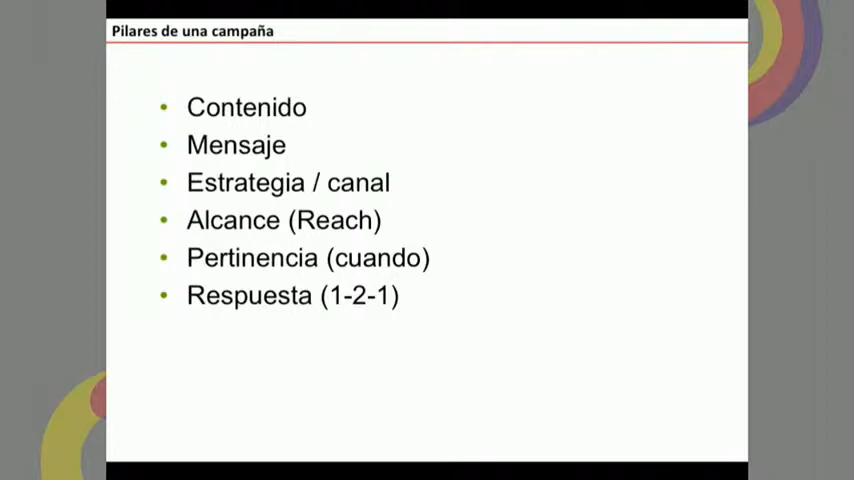 Pilares de una campaña
• Contenido
• Mensaje
• Estrategia / canal
• Alcance (Reach)
• Pertinencia (cuando)
• Respuesta (1-2-1)